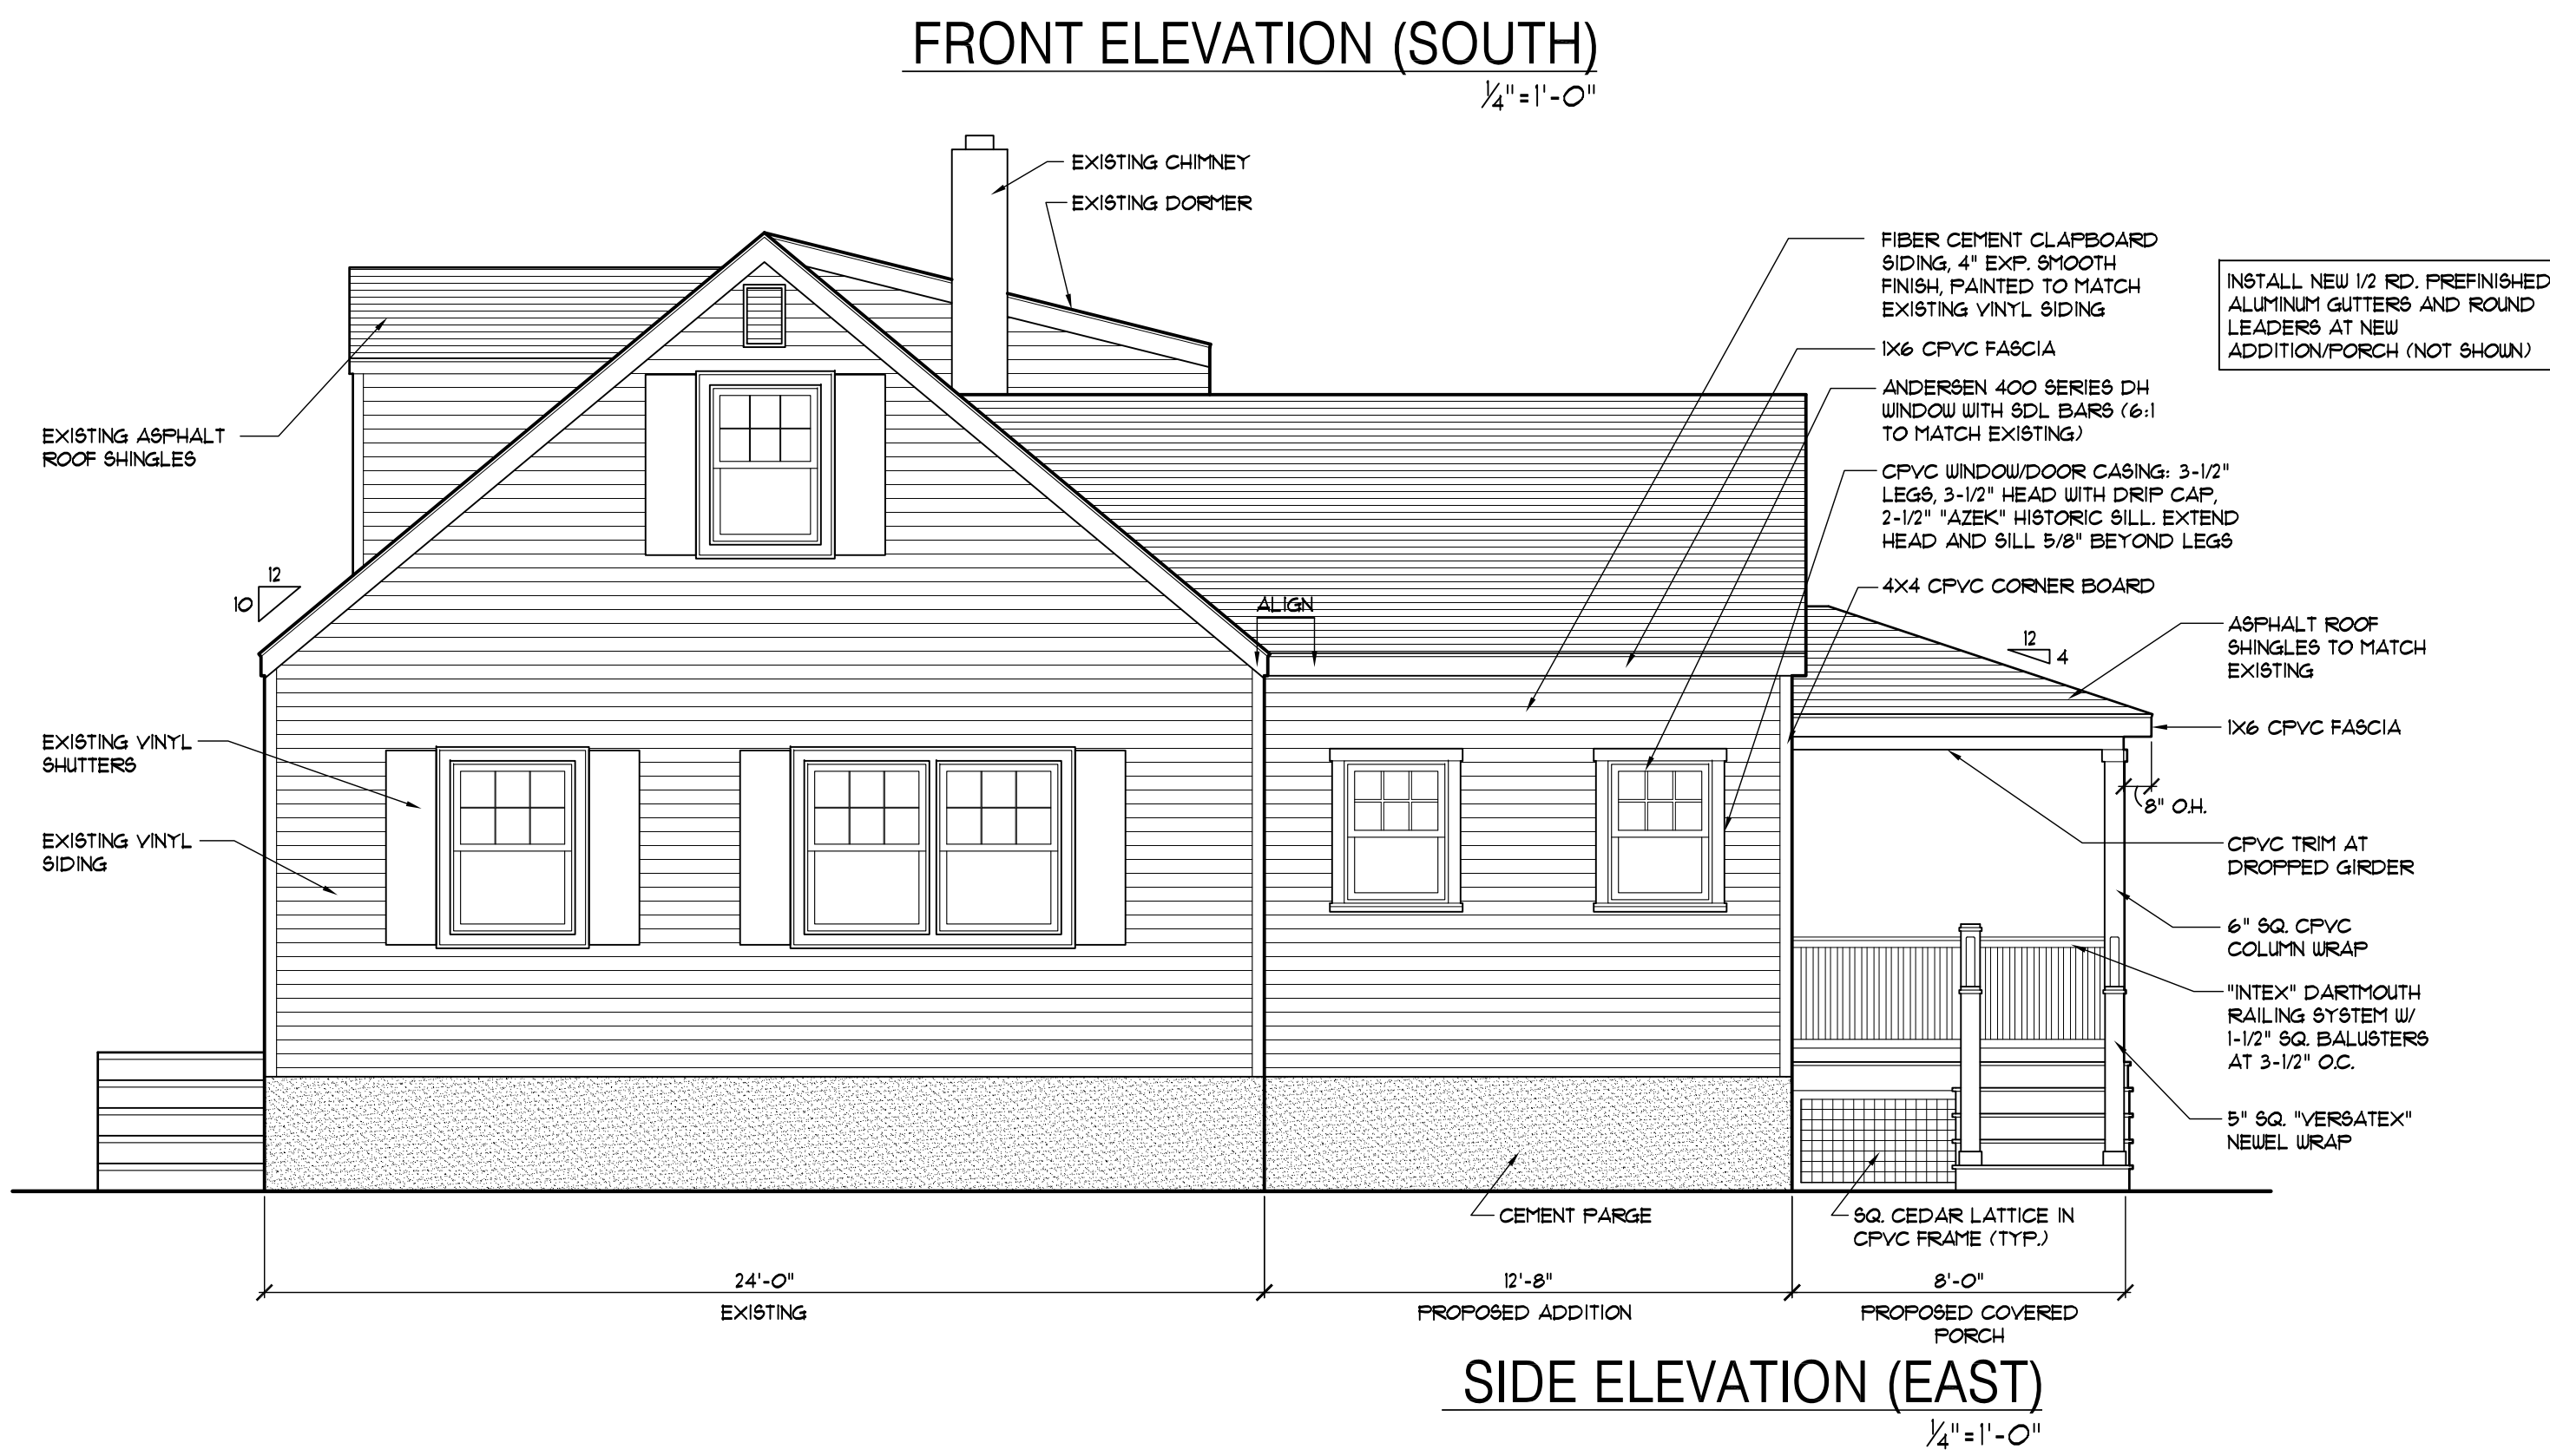 FRONT ELEVATION (SOUTH)
1/4"=1'-0"
EXISTING CHIMNEY
EXISTING DORMER
FIBER CEMENT CLAPBOARD
SIDING, 4" EXP. SMOOTH
FINISH, PAINTED TO MATCH
EXISTING VINYL SIDING
INSTALL NEW 1/2 RD. PREFINISHED
ALUMINUM GUTTERS AND ROUND
LEADERS AT NEW
ADDITION/PORCH (NOT SHOWN)
1X6 CPVC FASCIA
ANDERSEN 400 SERIES DH
WINDOW WITH SDL BARS (6:1
TO MATCH EXISTING)
EXISTING ASPHALT
ROOF SHINGLES
CPVC WINDOW/DOOR CASING: 3-1/2"
LEGS, 3-1/2" HEAD WITH DRIP CAP,
2-1/2" "AZEK" HISTORIC SILL. EXTEND
HEAD AND SILL 5/8" BEYOND LEGS
12
10
4X4 CPVC CORNER BOARD
ALIGN
12
4
ASPHALT ROOF
SHINGLES TO MATCH
EXISTING
1X6 CPVC FASCIA
EXISTING VINYL
SHUTTERS
8" O.H.
EXISTING VINYL
SIDING
CPVC TRIM AT
DROPPED GIRDER
6" SQ. CPVC
COLUMN WRAP
"INTEX" DARTMOUTH
RAILING SYSTEM W/
1-1/2" SQ. BALUSTERS
AT 3-1/2" O.C.
5" SQ. "VERSATEX"
NEWEL WRAP
CEMENT PARGE
SQ. CEDAR LATTICE IN
CPVC FRAME (TYP.)
24'-0"
EXISTING
12'-8"
PROPOSED ADDITION
8'-0"
PROPOSED COVERED
PORCH
SIDE ELEVATION (EAST)
1/4"=1'-0"